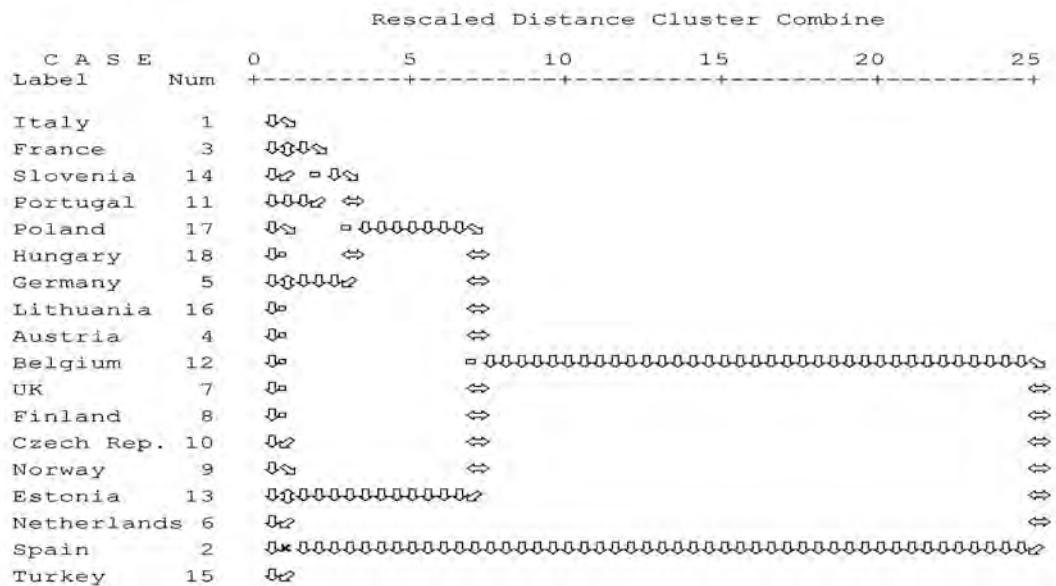 Rescaled Distance Cluster Combine
C A S E 0 5 10 15 20 25
Label Num
Italy 1
France 3
Slovenia 14
Portugal 11
Poland 17
Hungary 18
Germany 5
Lithuania 16
Austria 4
Belgium 12
UK 7
Finland 8
Czech Rep. 10
Norway 9
Estonia 13
Netherlands 6
Spain 2
Turkey 15